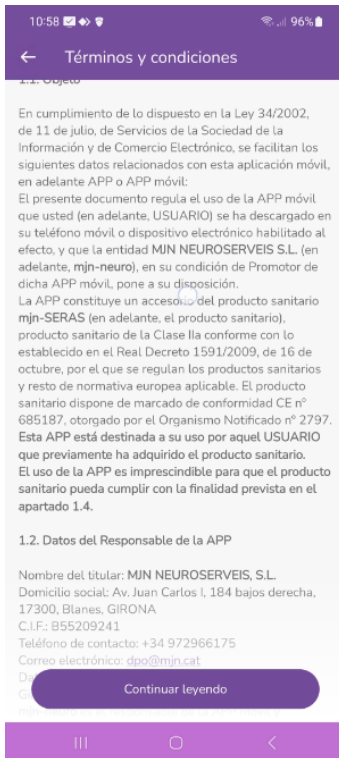 10:58
96%
Términos y condiciones
1.1. Objeto
En cumplimiento de lo dispuesto en la Ley 34/2002,
de 11 de julio, de Servicios de la Sociedad de la
Información y de Comercio Electrónico, se facilitan los
siguientes datos relacionados con esta aplicación móvil,
en adelante APP o APP móvil:
El presente documento regula el uso de la APP móvil
que usted (en adelante, USUARIO) se ha descargado en
su teléfono móvil o dispositivo electrónico habilitado al
efecto, y que la entidad MJN NEUROSERVEIS S.L. (en
adelante, mjn-neuro), en su condición de Promotor de
dicha APP móvil, pone a su disposición.
La APP constituye un accesorio del producto sanitario
mjn-SERAS (en adelante, el producto sanitario),
producto sanitario de la Clase IIa conforme con lo
establecido en el Real Decreto 1591/2009, de 16 de
octubre, por el que se regulan los productos sanitarios
y resto de normativa europea aplicable. El producto
sanitario dispone de marcado de conformidad CE nº
685187, otorgado por el Organismo Notificado nº 2797.
Esta APP está destinada a su uso por aquel USUARIO
que previamente ha adquirido el producto sanitario.
El uso de la APP es imprescindible para que el producto
sanitario pueda cumplir con la finalidad prevista en el
apartado 1.4.
1.2. Datos del Responsable de la APP
Nombre del titular: MJN NEUROSERVEIS, S.L.
Domicilio social: Av. Juan Carlos I, 184 bajos derecha,
17300, Blanes, GIRONA
C.I.F.: B55209241
Teléfono de contacto: +34 972966175
Correo electrónico: dpo@mjn.cat
Continuar leyendo